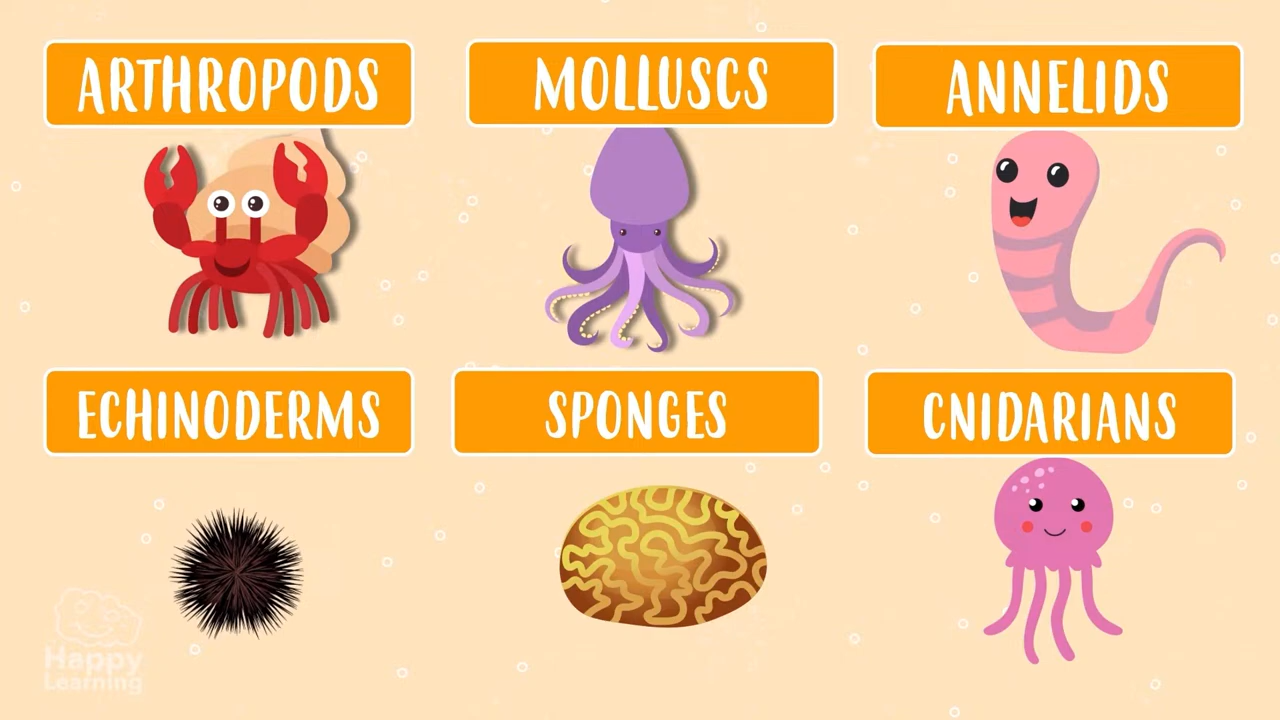 ARTHROPODS
MOLLUSCS
ANNELIDS
ECHINODERMS
SPONGES
CNIDARIANS
Happy
Learning